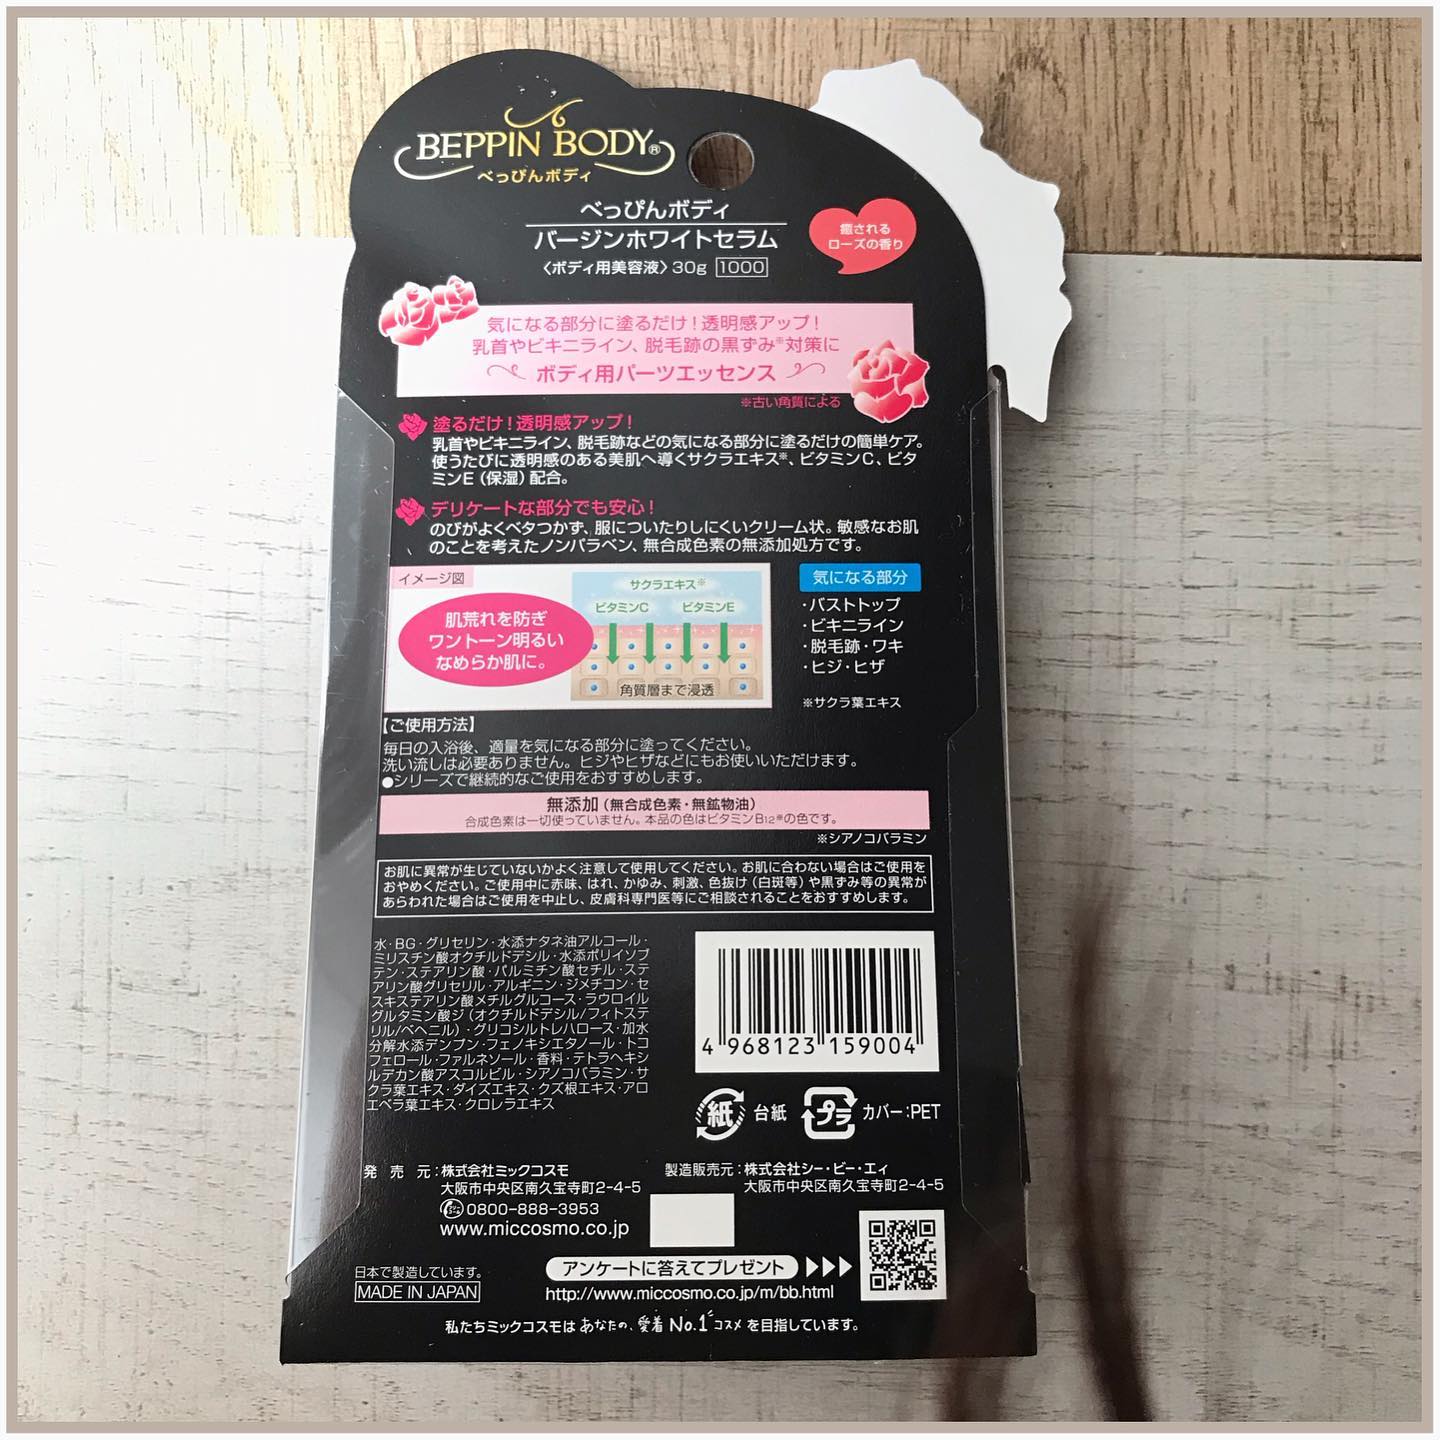 BEPPIN BODY®
べっぴんボディ
べっぴんボディ
バージンホワイトセラム
〈ボディ用美容液〉30g 1000
癒される
ローズの香り
気になる部分に塗るだけ！透明感アップ！
乳首やビキニライン、脱毛跡の黒ずみ※対策に
ボディ用パーツエッセンス
※古い角質による
塗るだけ！透明感アップ！
乳首やビキニライン、脱毛跡などの気になる部分に塗るだけの簡単ケア。
使うたびに透明感のある美肌へ導くサクラエキス※、ビタミンC、ビタ
ミンE（保湿）配合。
デリケートな部分でも安心！
のびがよくベタつかず、服についたりしにくいクリーム状。敏感なお肌
のことを考えたノンパラベン、無合成色素の無添加処方です。
イメージ図
肌荒れを防ぎ
ワントーン明るい
なめらか肌に。
サクラエキス※
ビタミンC ビタミンE
角質層まで浸透
気になる部分
・バストトップ
・ビキニライン
・脱毛跡・ワキ
・ヒジ・ヒザ
※サクラ葉エキス
【ご使用方法】
毎日の入浴後、適量を気になる部分に塗ってください。
洗い流しは必要ありません。ヒジやヒザなどにもお使いいただけます。
●シリーズで継続的なご使用をおすすめします。
無添加（無合成色素・無鉱物油）
合成色素は一切使っていません。本品の色はビタミンB12※の色です。
※シアノコバラミン
お肌に異常が生じていないかよく注意して使用してください。お肌に合わない場合はご使用を
おやめください。ご使用中に赤味、はれ、かゆみ、刺激、色抜け（白斑等）や黒ずみ等の異常が
あらわれた場合はご使用を中止し、皮膚科専門医等にご相談されることをおすすめします。
水・BG・グリセリン・水添ナタネ油アルコール・
ミリスチン酸オクチルドデシル・水添ポリイソブ
テン・ステアリン酸・パルミチン酸セチル・ステ
アリン酸グリセリル・アルギニン・ジメチコン・セ
スキステアリン酸メチルグルコース・ラウロイル
グルタミン酸ジ（オクチルドデシル/フィトステ
リル/ベヘニル）・グリコシルトレハロース・加水
分解水添デンプン・フェノキシエタノール・トコ
フェロール・ファルネソール・香料・テトラヘキシ
ルデカン酸アスコルビル・シアノコバラミン・サ
クラ葉エキス・ダイズエキス・クズ根エキス・アロ
エベラ葉エキス・クロレラエキス
4 968123 159004
紙 台紙 プラ カバー：PET
発売元：株式会社ミックコスモ
大阪市中央区南久宝寺町2-4-5
0800-888-3953
www.miccosmo.co.jp
製造販売元：株式会社シー・ビー・エィ
大阪市中央区南久宝寺町2-4-5
日本で製造しています。
MADE IN JAPAN
アンケートに答えてプレゼント
http://www.miccosmo.co.jp/m/bb.html
私たちミックコスモは あなたの、愛着 No.1コスメ を目指しています。